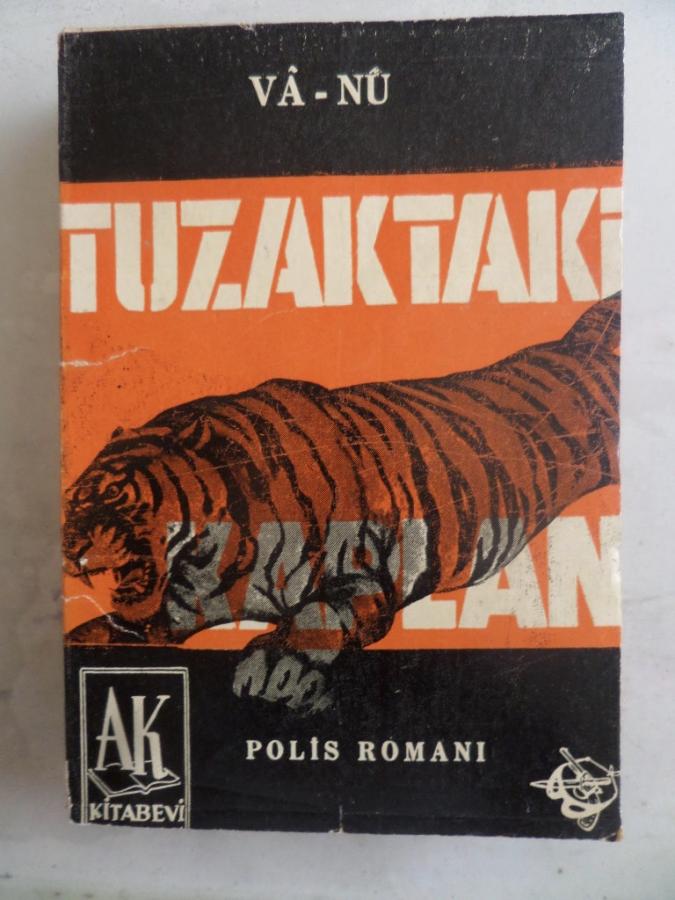 VÂ - NÛ
TUZAKTAKİ
KAPLAN
POLİS ROMANI
AK
KİTABEVİ